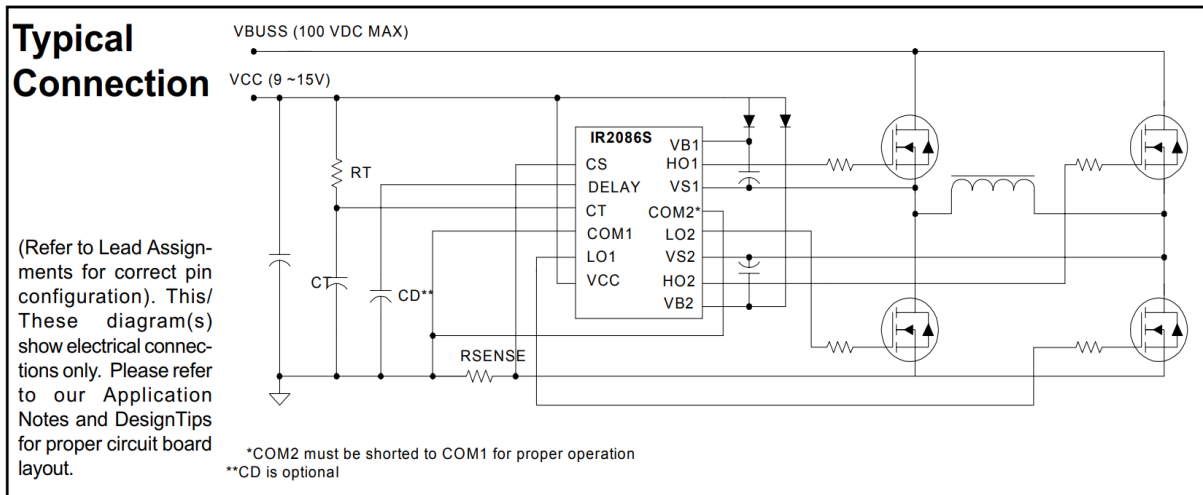 Typical
Connection
(Refer to Lead Assign-
ments for correct pin
configuration). This/
These diagram(s)
show electrical connec-
tions only. Please refer
to our Application
Notes and DesignTips
for proper circuit board
layout.
VBUSS (100 VDC MAX)
VCC (9 ~15V)
RT
CT
CD**
RSENSE
IR2086S
CS
DELAY
CT
COM1
LO1
VCC
VB1
HO1
VS1
COM2*
LO2
VS2
HO2
VB2
*COM2 must be shorted to COM1 for proper operation
**CD is optional